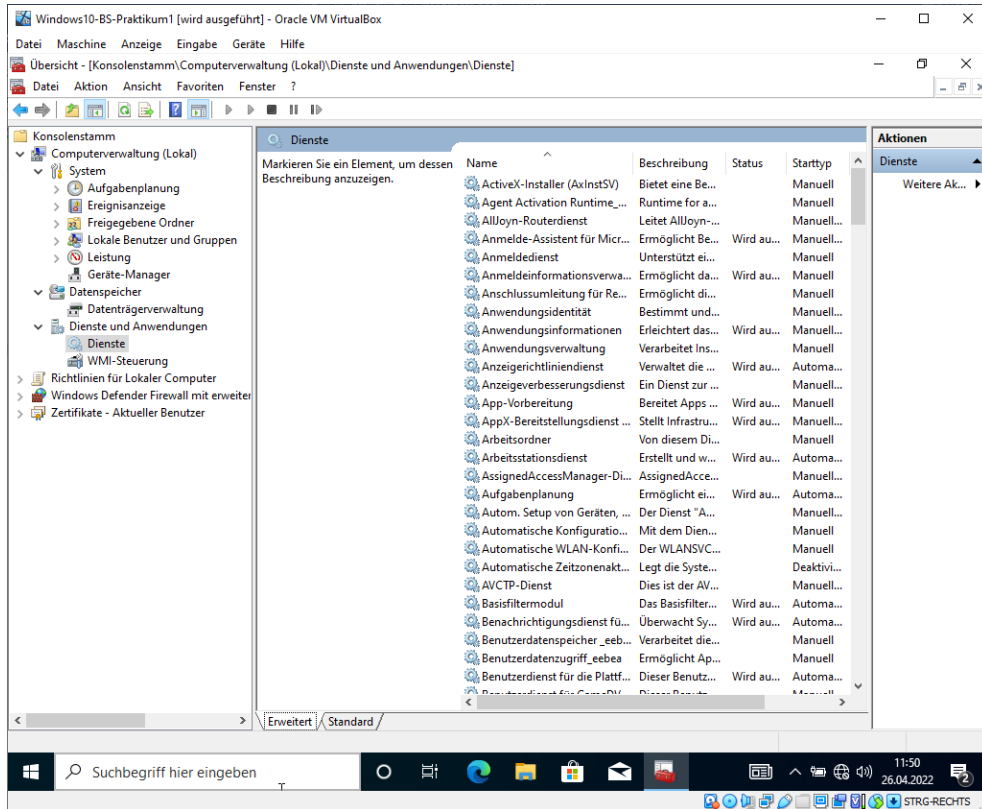 Windows10-BS-Praktikum1 [wird ausgeführt] - Oracle VM VirtualBox
Datei Maschine Anzeige Eingabe Geräte Hilfe
Übersicht - [Konsolenstamm\Computerverwaltung (Lokal)\Dienste und Anwendungen\Dienste]
Datei Aktion Ansicht Favoriten Fenster ?
Konsolenstamm
Computerverwaltung (Lokal)
System
Aufgabenplanung
Ereignisanzeige
Freigegebene Ordner
Lokale Benutzer und Gruppen
Leistung
Geräte-Manager
Datenspeicher
Datenträgerverwaltung
Dienste und Anwendungen
Dienste
WMI-Steuerung
Richtlinien für Lokaler Computer
Windows Defender Firewall mit erweiter
Zertifikate - Aktueller Benutzer
Dienste
Markieren Sie ein Element, um dessen
Beschreibung anzuzeigen.
Name Beschreibung Status Starttyp
ActiveX-Installer (AxInstSV) Bietet eine Be... Manuell
Agent Activation Runtime_... Runtime for a... Manuell
AllJoyn-Routerdienst Leitet AllJoyn-... Manuell...
Anmelde-Assistent für Micr... Ermöglicht Be... Wird au... Manuell...
Anmeldedienst Unterstützt ei... Manuell
Anmeldeinformationsverwa... Ermöglicht da... Wird au... Manuell
Anschlussumleitung für Re... Ermöglicht di... Manuell
Anwendungsidentität Bestimmt und... Manuell...
Anwendungsinformationen Erleichtert das... Wird au... Manuell...
Anwendungsverwaltung Verarbeitet Ins... Manuell
Anzeigerichtliniendienst Verwaltet die ... Wird au... Automa...
Anzeigeverbesserungsdienst Ein Dienst zur ... Manuell...
App-Vorbereitung Bereitet Apps ... Wird au... Manuell
AppX-Bereitstellungsdienst ... Stellt Infrastru... Wird au... Manuell...
Arbeitsordner Von diesem Di... Manuell
Arbeitsstationsdienst Erstellt und w... Wird au... Automa...
AssignedAccessManager-Di... AssignedAcce... Manuell...
Aufgabenplanung Ermöglicht ei... Wird au... Automa...
Autom. Setup von Geräten, ... Der Dienst "A... Manuell...
Automatische Konfiguratio... Mit dem Dien... Manuell
Automatische WLAN-Konfi... Der WLANSVC... Manuell
Automatische Zeitzonenakt... Legt die Syste... Deaktivi...
AVCTP-Dienst Dies ist der AV... Manuell...
Basisfiltermodul Das Basisfilter... Wird au... Automa...
Benachrichtigungsdienst fü... Überwacht Sy... Wird au... Automa...
Benutzerdatenspeicher _eeb... Verarbeitet die... Manuell
Benutzerdatenzugriff_eebea Ermöglicht Ap... Manuell
Benutzerdienst für die Plattf... Dieser Benutz... Wird au... Automa...
Erweitert Standard
Aktionen
Dienste
Weitere Ak...
Suchbegriff hier eingeben
11:50
26.04.2022
2
STRG-RECHTS